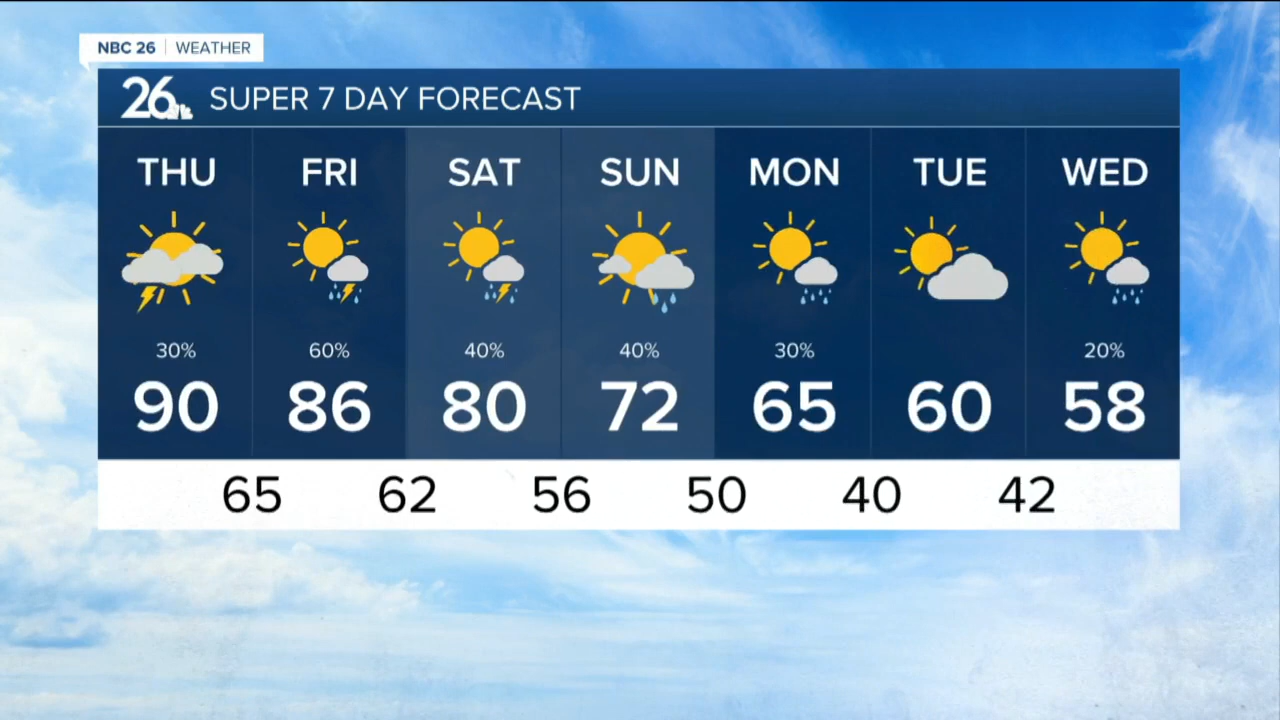 NBC 26 | WEATHER
26 SUPER 7 DAY FORECAST
THU FRI SAT SUN MON TUE WED
30% 60% 40% 40% 30% 20%
90 86 80 72 65 60 58
65 62 56 50 40 42